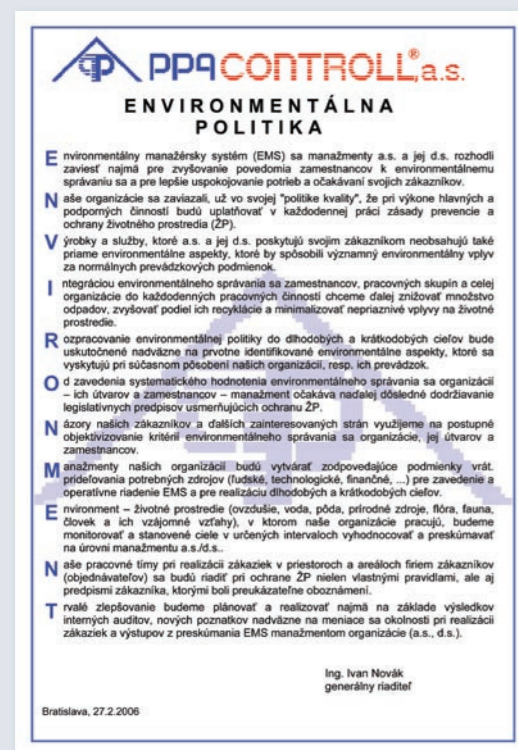 PPA CONTROLL®, a.s.
ENVIRONMENTÁLNA
POLITIKA
Environmentálny manažérsky systém (EMS) sa manažmenty a.s. a jej d.s. rozhodli
zaviesť najmä pre zvyšovanie povedomia zamestnancov k environmentálnemu
správaniu sa a pre lepšie uspokojovanie potrieb a očakávaní svojich zákazníkov.
Naše organizácie sa zaviazali, už vo svojej "politike kvality", že pri výkone hlavných a
podporných činností budú uplatňovať v každodennej práci zásady prevencie a
ochrany životného prostredia (ŽP).
Výrobky a služby, ktoré a.s. a jej d.s. poskytujú svojim zákazníkom neobsahujú také
priame environmentálne aspekty, ktoré by spôsobili významný environmentálny vplyv
za normálnych prevádzkových podmienok.
Integráciou environmentálneho správania sa zamestnancov, pracovných skupín a celej
organizácie do každodenných pracovných činností chceme ďalej znižovať množstvo
odpadov, zvyšovať podiel ich recyklácie a minimalizovať nepriaznivé vplyvy na životné
prostredie.
Rozpracovanie environmentálnej politiky do dlhodobých a krátkodobých cieľov bude
uskutočnené nadväzne na prvotne identifikované environmentálne aspekty, ktoré sa
vyskytujú pri súčasnom pôsobení našich organizácií, resp. ich prevádzok.
Od zavedenia systematického hodnotenia environmentálneho správania sa organizácií
– ich útvarov a zamestnancov – manažment očakáva naďalej dôsledné dodržiavanie
legislatívnych predpisov usmerňujúcich ochranu ŽP.
Názory našich zákazníkov a ďalších zainteresovaných strán využijeme na postupné
objektivizovanie kritérií environmentálneho správania sa organizácie, jej útvarov a
zamestnancov.
Manažmenty našich organizácií budú vytvárať zodpovedajúce podmienky vrát.
prideľovania potrebných zdrojov (ľudské, technologické, finančné, ...) pre zavedenie a
operatívne riadenie EMS a pre realizáciu dlhodobých a krátkodobých cieľov.
Environment – životné prostredie (ovzdušie, voda, pôda, prírodné zdroje, flóra, fauna,
človek a ich vzájomné vzťahy), v ktorom naše organizácie pracujú, budeme
monitorovať a stanovené ciele v určených intervaloch vyhodnocovať a preskúmavať
na úrovni manažmentu a.s./d.s..
Naše pracovné tímy pri realizácii zákaziek v priestoroch a areáloch firiem zákazníkov
(objednávateľov) sa budú riadiť pri ochrane ŽP nielen vlastnými pravidlami, ale aj
predpismi zákazníka, ktorými boli preukázateľne oboznámení.
Trvalé zlepšovanie budeme plánovať a realizovať najmä na základe výsledkov
interných auditov, nových poznatkov nadväzne na meniace sa okolnosti pri realizácii
zákaziek a výstupov z preskúmania EMS manažmentom organizácie (a.s., d.s.).
Ing. Ivan Novák
generálny riaditeľ
Bratislava, 27.2.2006